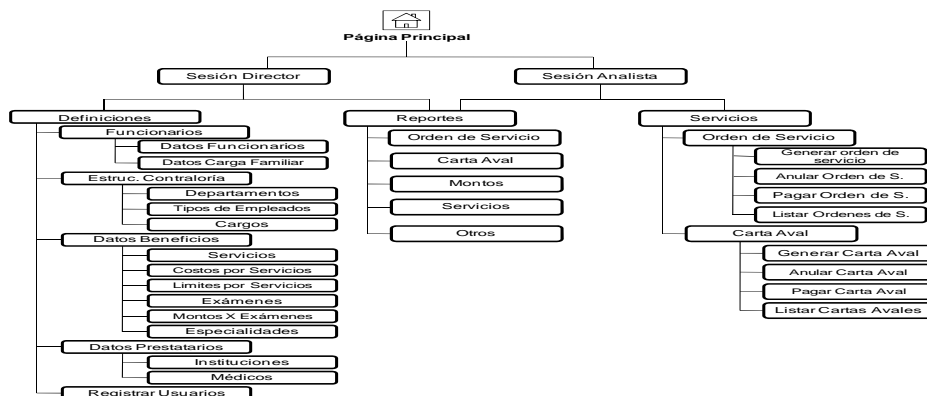 Página Principal
Sesión Director
Sesión Analista
Definiciones
Funcionarios
Datos Funcionarios
Datos Carga Familiar
Estruc. Contraloría
Departamentos
Tipos de Empleados
Cargos
Datos Beneficios
Servicios
Costos por Servicios
Limites por Servicios
Exámenes
Montos X Exámenes
Especialidades
Datos Prestatarios
Instituciones
Médicos
Registrar Usuarios
Reportes
Orden de Servicio
Carta Aval
Montos
Servicios
Otros
Servicios
Orden de Servicio
Generar orden de
servicio
Anular Orden de S.
Pagar Orden de S.
Listar Ordenes de S.
Carta Aval
Generar Carta Aval
Anular Carta Aval
Pagar Carta Aval
Listar Cartas Avales